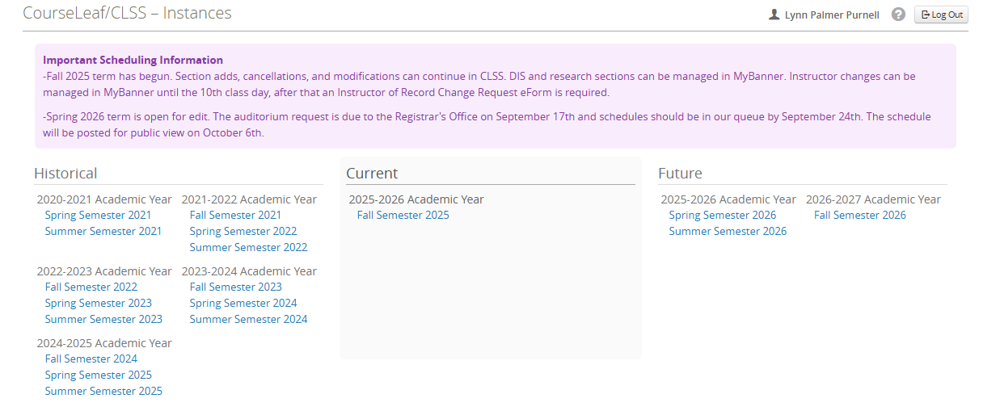 CourseLeaf/CLSS – Instances
Lynn Palmer Purnell
?
Log Out
Important Scheduling Information
-Fall 2025 term has begun. Section adds, cancellations, and modifications can continue in CLSS. DIS and research sections can be managed in MyBanner. Instructor changes can be
managed in MyBanner until the 10th class day, after that an Instructor of Record Change Request eForm is required.
-Spring 2026 term is open for edit. The auditorium request is due to the Registrar's Office on September 17th and schedules should be in our queue by September 24th. The schedule
will be posted for public view on October 6th.
Historical
2020-2021 Academic Year
Spring Semester 2021
Summer Semester 2021
2021-2022 Academic Year
Fall Semester 2021
Spring Semester 2022
Summer Semester 2022
2022-2023 Academic Year
Fall Semester 2022
Spring Semester 2023
Summer Semester 2023
2023-2024 Academic Year
Fall Semester 2023
Spring Semester 2024
Summer Semester 2024
2024-2025 Academic Year
Fall Semester 2024
Spring Semester 2025
Summer Semester 2025
Current
2025-2026 Academic Year
Fall Semester 2025
Future
2025-2026 Academic Year
Spring Semester 2026
Summer Semester 2026
2026-2027 Academic Year
Fall Semester 2026